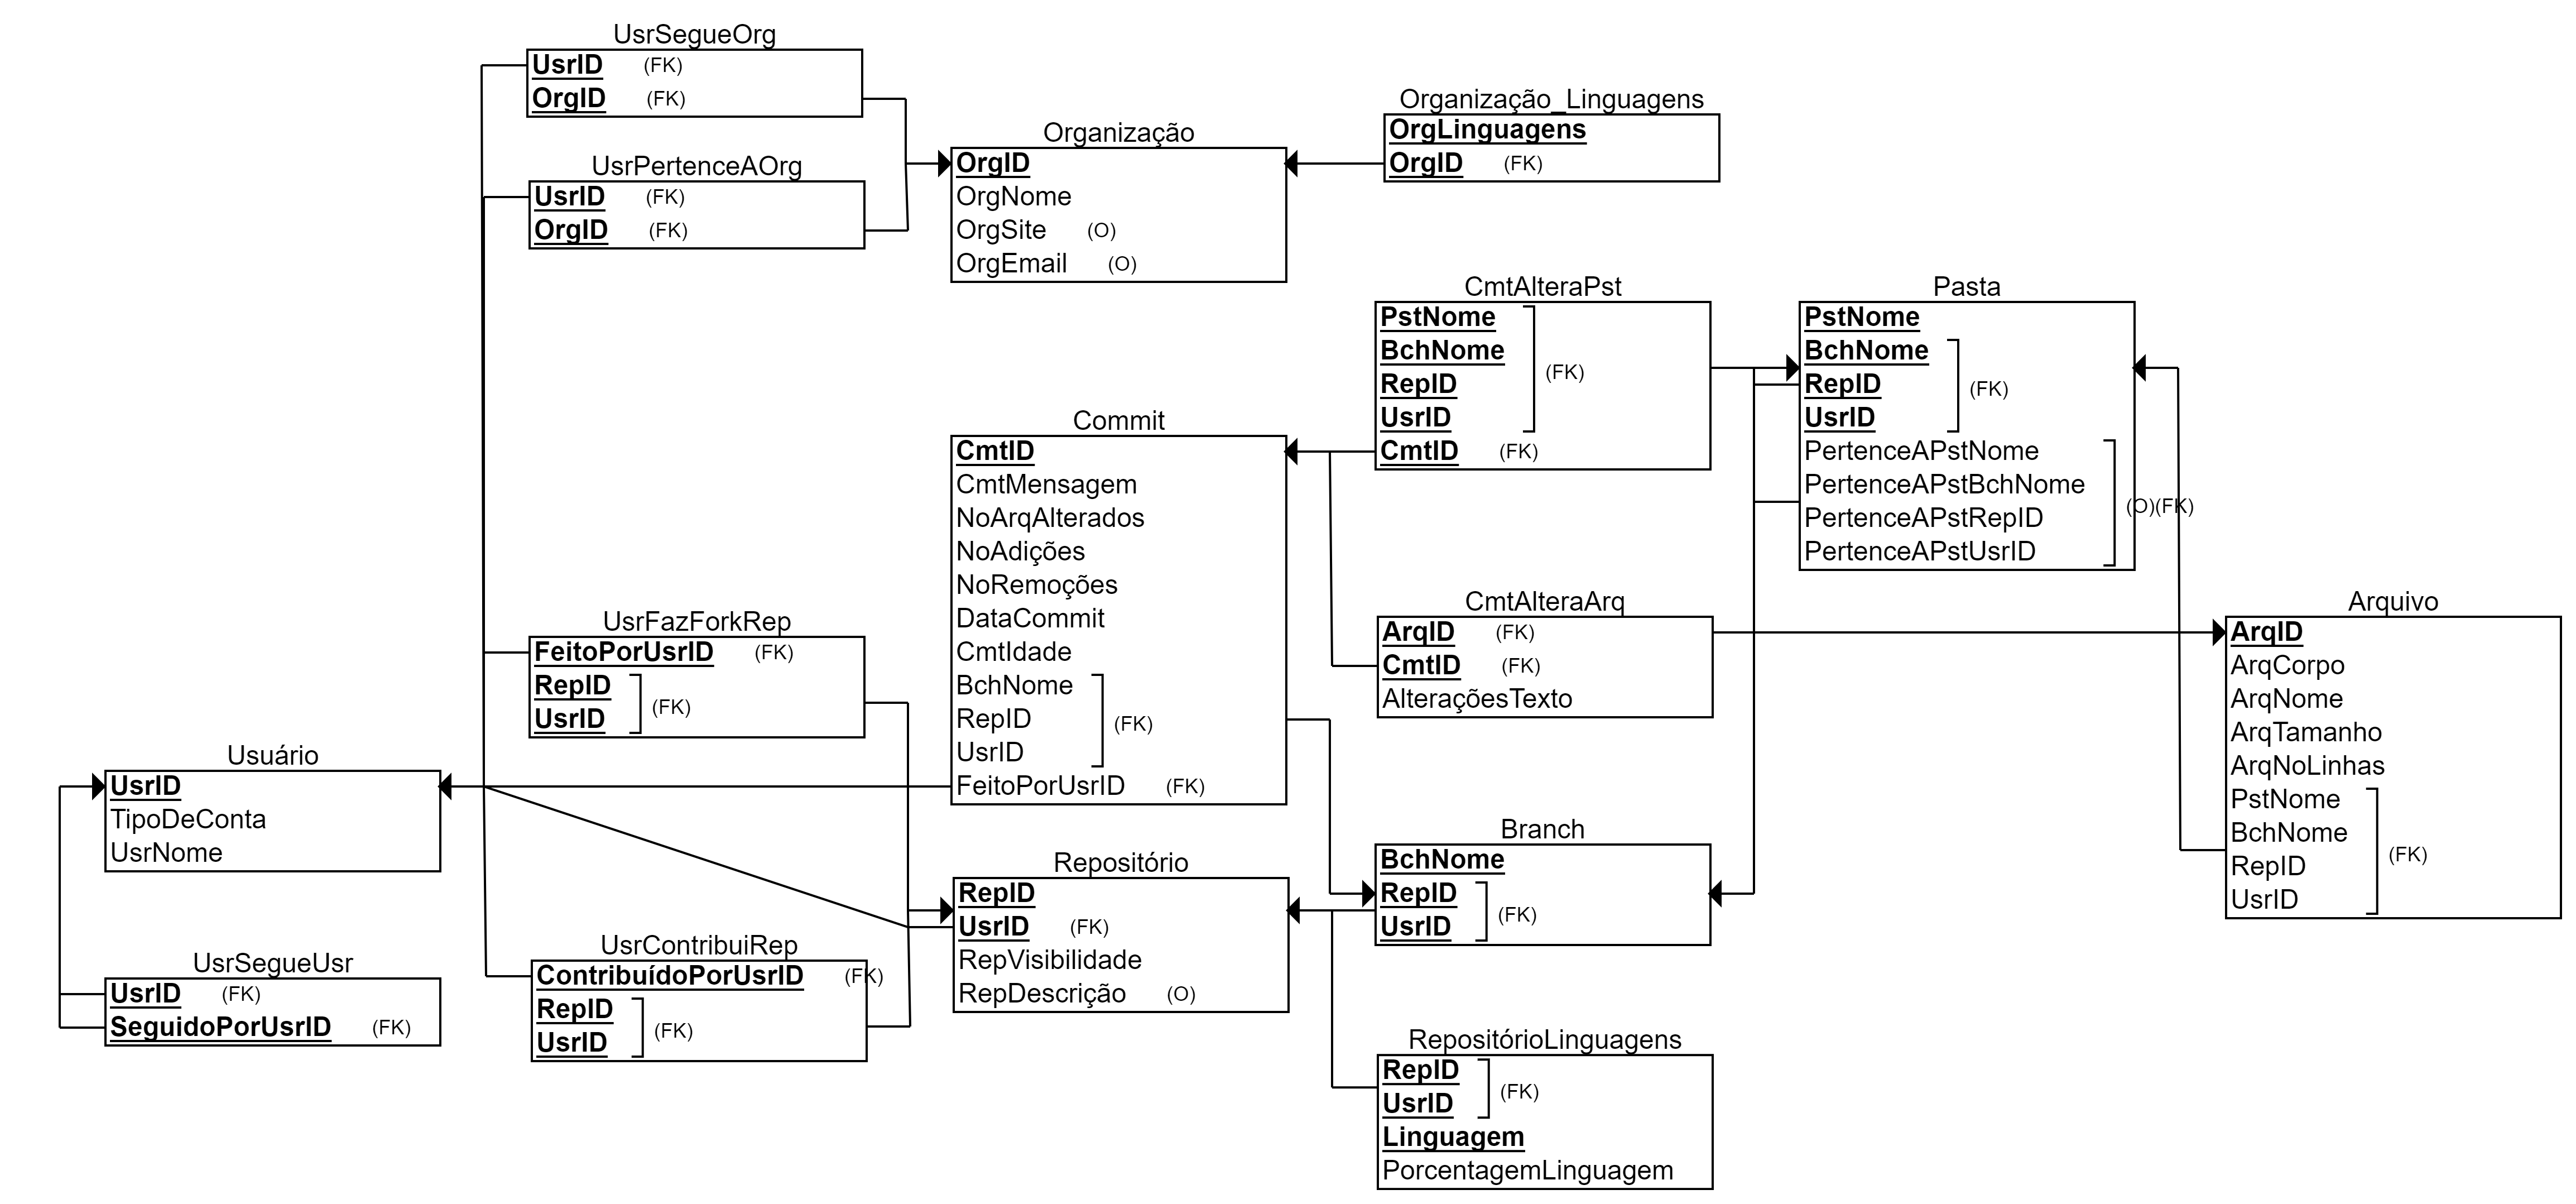 UsrSegueOrg
UsrID (FK)
OrgID (FK)
UsrPertenceAOrg
UsrID (FK)
OrgID (FK)
Organização
OrgID
OrgNome
OrgSite (O)
OrgEmail (O)
Organização_Linguagens
OrgLinguagens
OrgID (FK)
CmtAlteraPst
PstNome
BchNome
RepID
UsrID
(FK)
CmtID (FK)
Pasta
PstNome
BchNome
RepID
UsrID
(FK)
PertenceAPstNome
PertenceAPstBchNome
PertenceAPstRepID
PertenceAPstUsrID
(O)(FK)
Commit
CmtID
CmtMensagem
NoArqAlterados
NoAdições
NoRemoções
DataCommit
CmtIdade
BchNome
RepID
UsrID
(FK)
FeitoPorUsrID (FK)
CmtAlteraArq
ArqID (FK)
CmtID (FK)
AlteraçõesTexto
Arquivo
ArqID
ArqCorpo
ArqNome
ArqTamanho
ArqNoLinhas
PstNome
BchNome
RepID
UsrID
(FK)
UsrFazForkRep
FeitoPorUsrID (FK)
RepID
UsrID
(FK)
Usuário
UsrID
TipoDeConta
UsrNome
Branch
BchNome
RepID
UsrID
(FK)
Repositório
RepID
UsrID (FK)
RepVisibilidade
RepDescrição (O)
UsrContribuiRep
ContribuídoPorUsrID (FK)
RepID
UsrID
(FK)
UsrSegueUsr
UsrID (FK)
SeguidoPorUsrID (FK)
RepositórioLinguagens
RepID
UsrID
(FK)
Linguagem
PorcentagemLinguagem